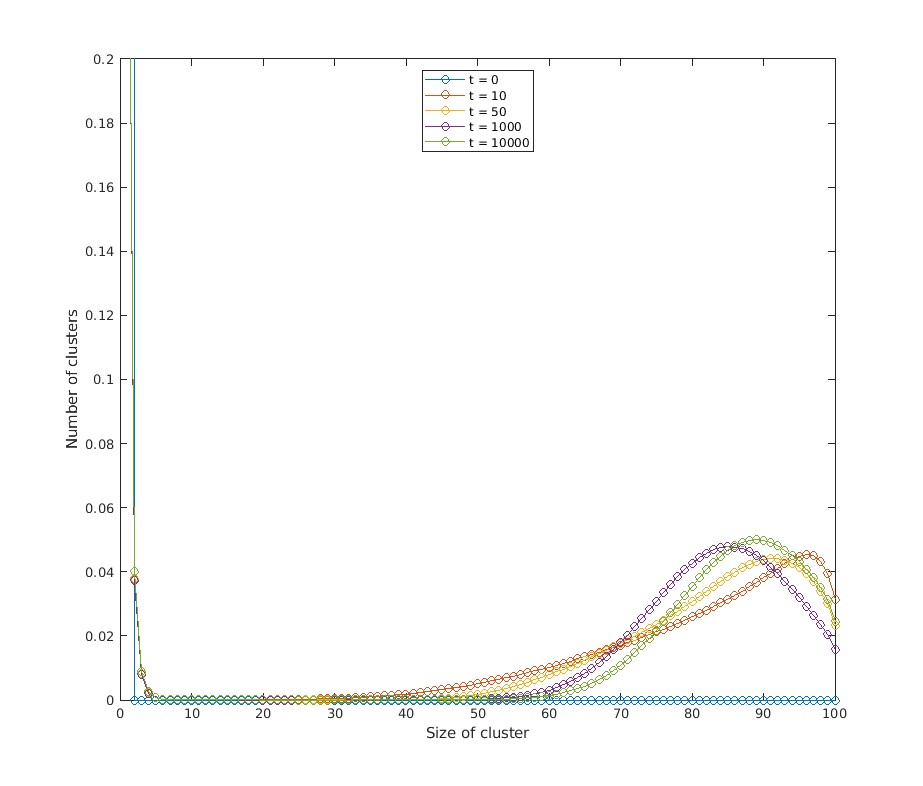 0.2
0.18
0.16
0.14
0.12
0.1
0.08
0.06
0.04
0.02
0
Number of clusters
t = 0
t = 10
t = 50
t = 1000
t = 10000
0 10 20 30 40 50 60 70 80 90 100
Size of cluster